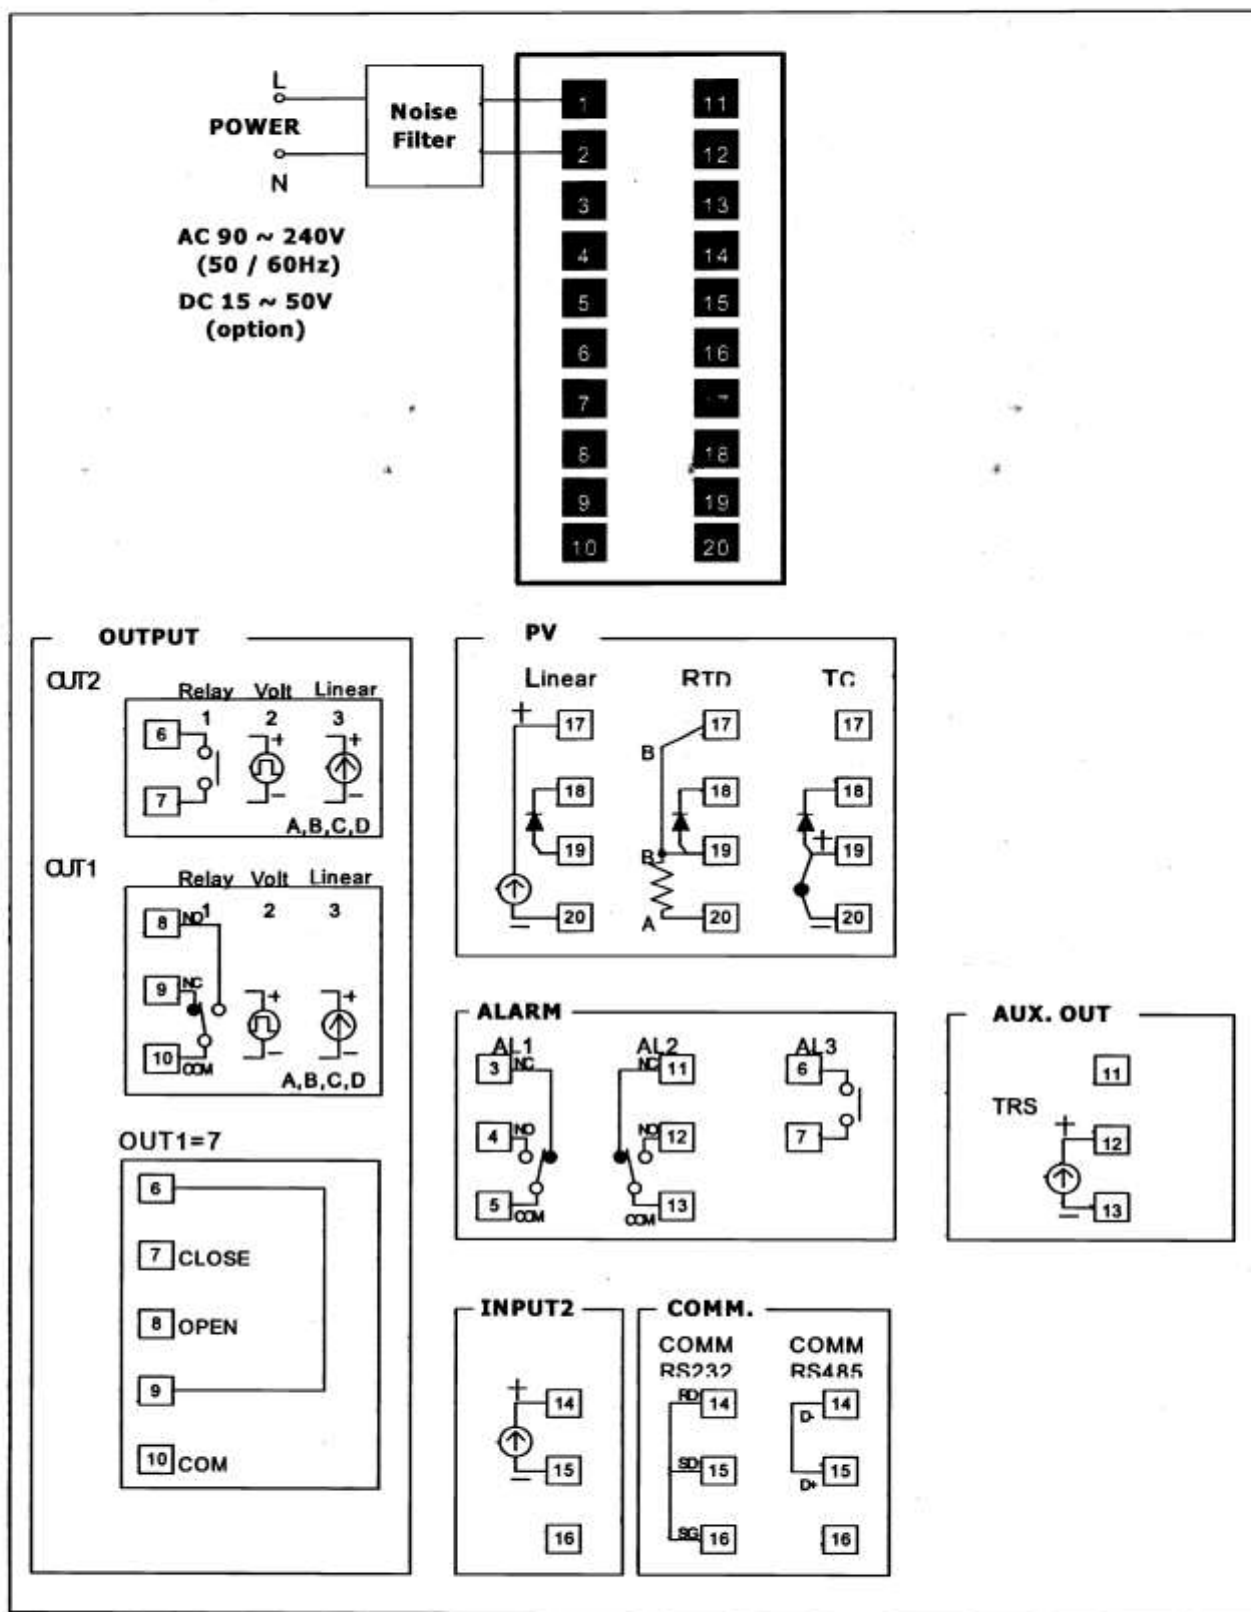 L
POWER
N
Noise
Filter
AC 90 ~ 240V
(50 / 60Hz)
DC 15 ~ 50V
(option)
1 11
2 12
3 13
4 14
5 15
6 16
7
8 18
9 19
10 20
OUTPUT
OUT2
Relay Volt Linear
1 2 3
6
7
+ +
− −
A,B,C,D
OUT1
Relay Volt Linear
1 2 3
8 NO
9 NC
10 COM
+ +
− −
A,B,C,D
OUT1=7
6
7 CLOSE
8 OPEN
9
10 COM
PV
Linear RTD TC
+ 17 B 17 17
18 18 18
19 B 19 + 19
− 20 A 20 − 20
ALARM
AL1 AL2 AL3
3 NC NC 11 6
4 NO NO 12 7
5 COM COM 13
AUX. OUT
11
TRS
+ 12
− 13
INPUT2
+ 14
− 15
16
COMM.
COMM COMM
RS232 RS485
RD 14 D- 14
SD 15 D+ 15
SG 16 16